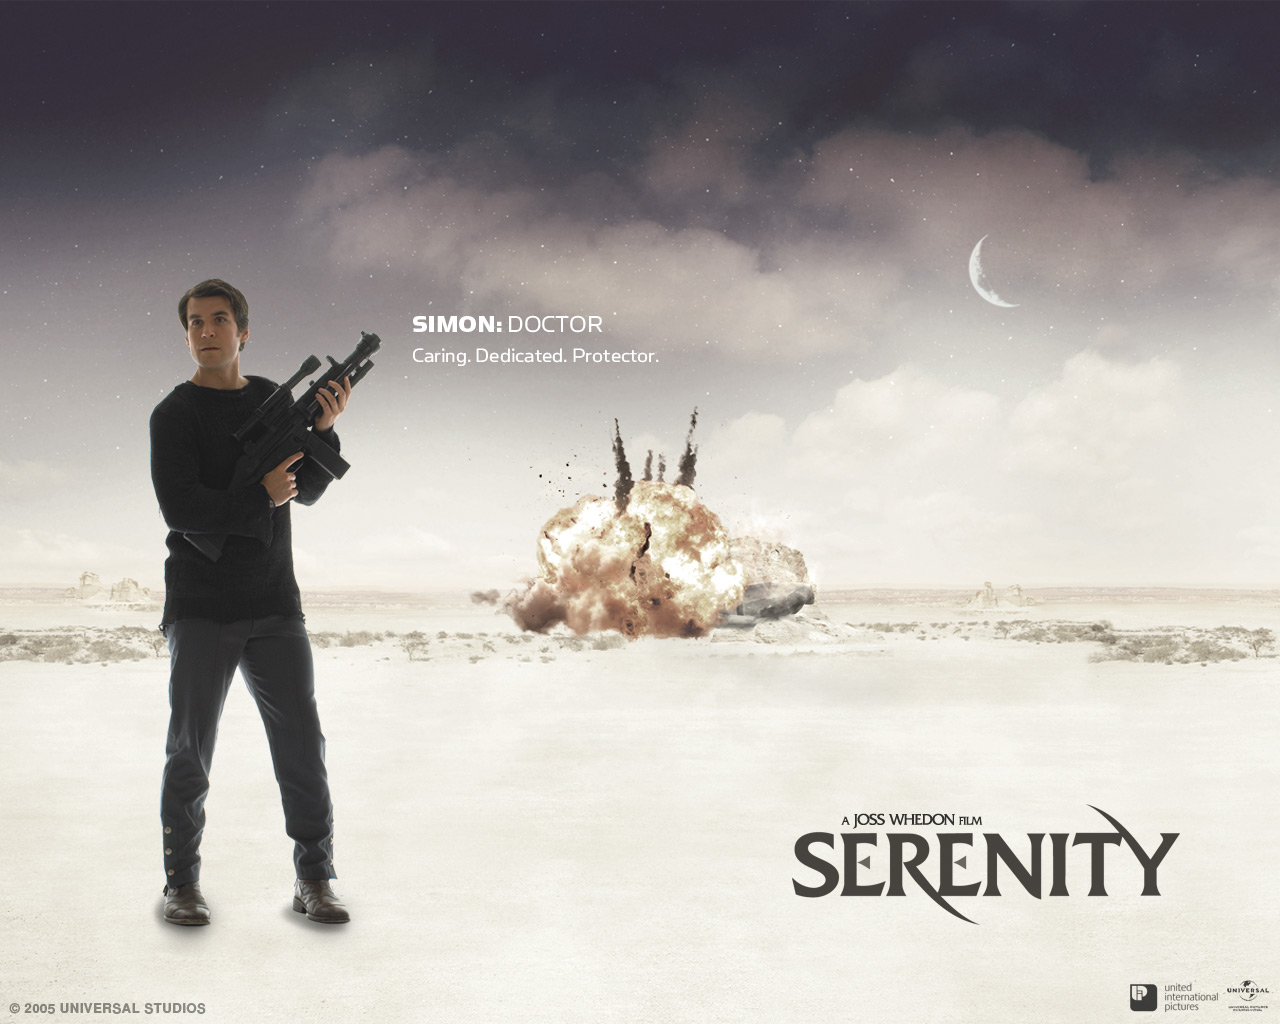 SIMON: DOCTOR
Caring. Dedicated. Protector.
A JOSS WHEDON FILM
SERENITY
© 2005 UNIVERSAL STUDIOS
united
international
pictures
UNIVERSAL